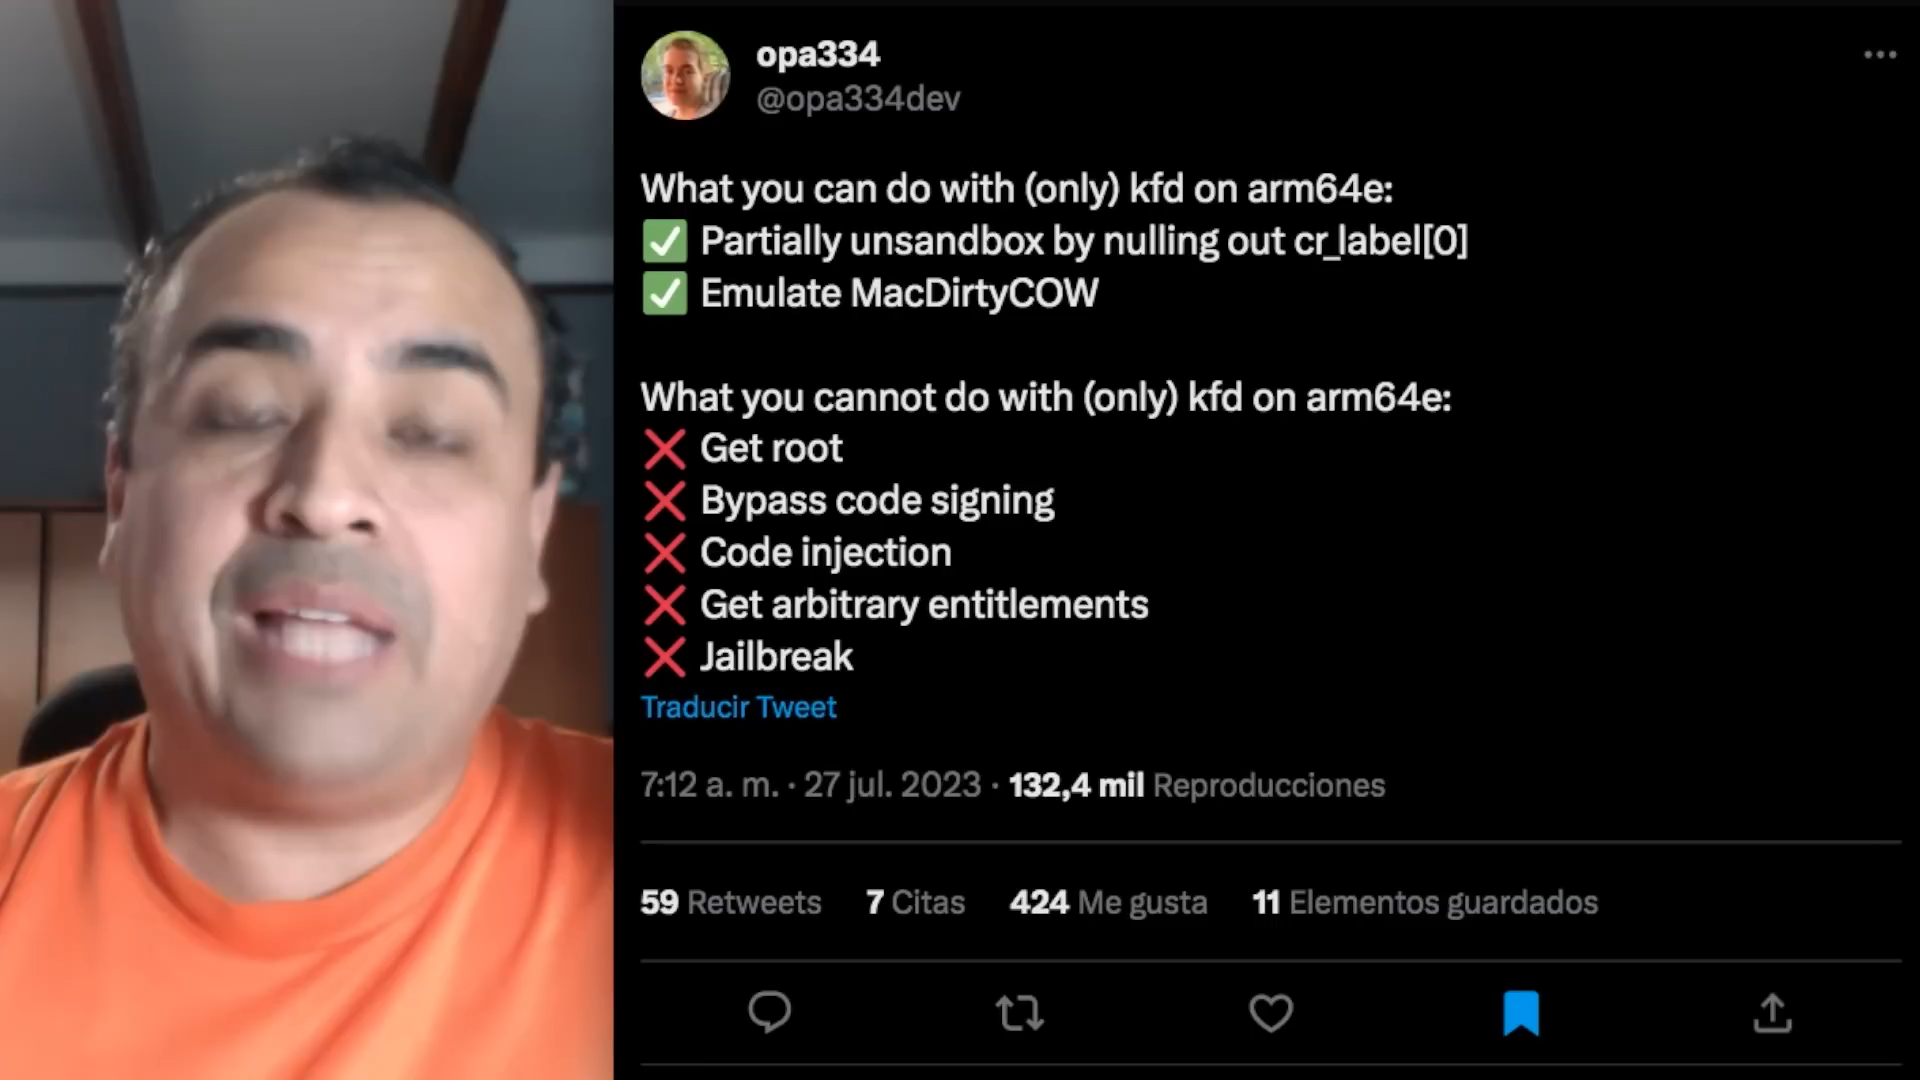 opa334
@opa334dev
What you can do with (only) kfd on arm64e:
✅ Partially unsandbox by nulling out cr_label[0]
✅ Emulate MacDirtyCOW
What you cannot do with (only) kfd on arm64e:
❌ Get root
❌ Bypass code signing
❌ Code injection
❌ Get arbitrary entitlements
❌ Jailbreak
Traducir Tweet
7:12 a. m. · 27 jul. 2023 · 132,4 mil Reproducciones
59 Retweets 7 Citas 424 Me gusta 11 Elementos guardados